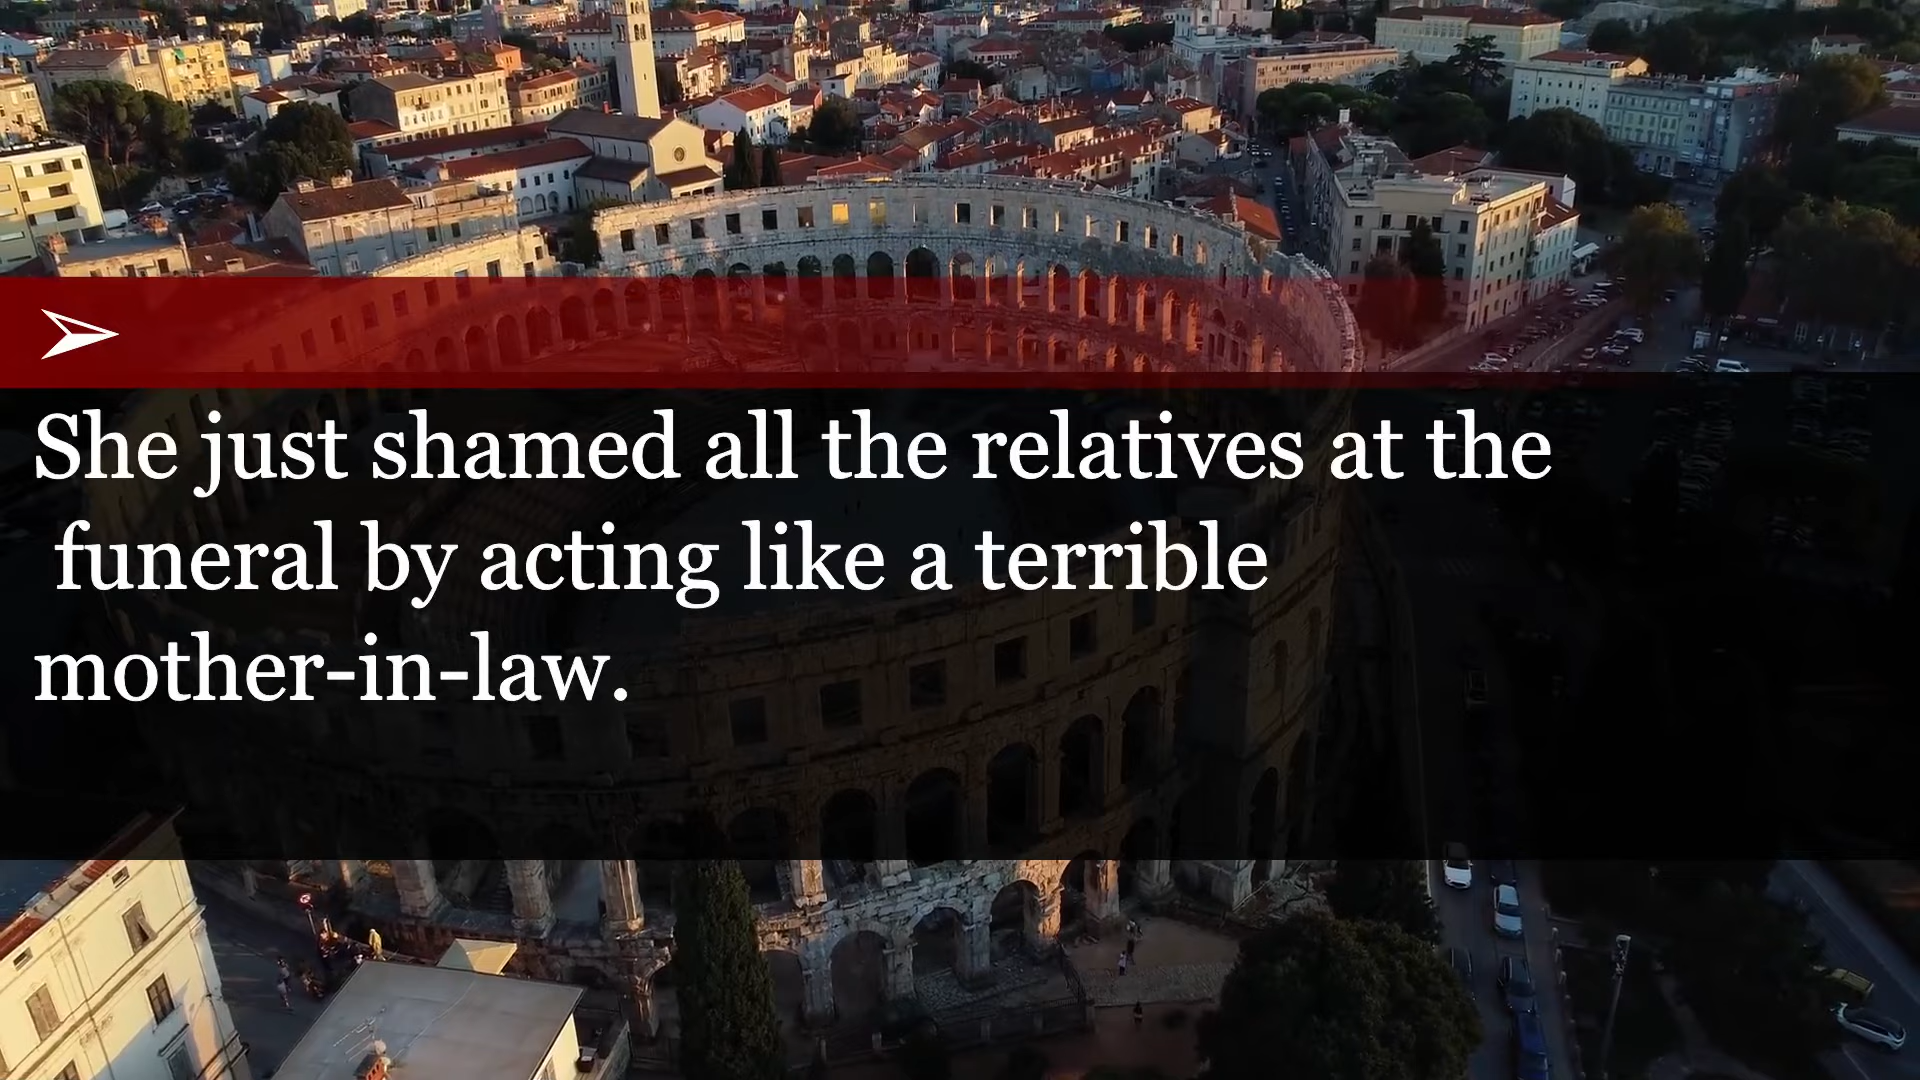 She just shamed all the relatives at the
funeral by acting like a terrible
mother-in-law.